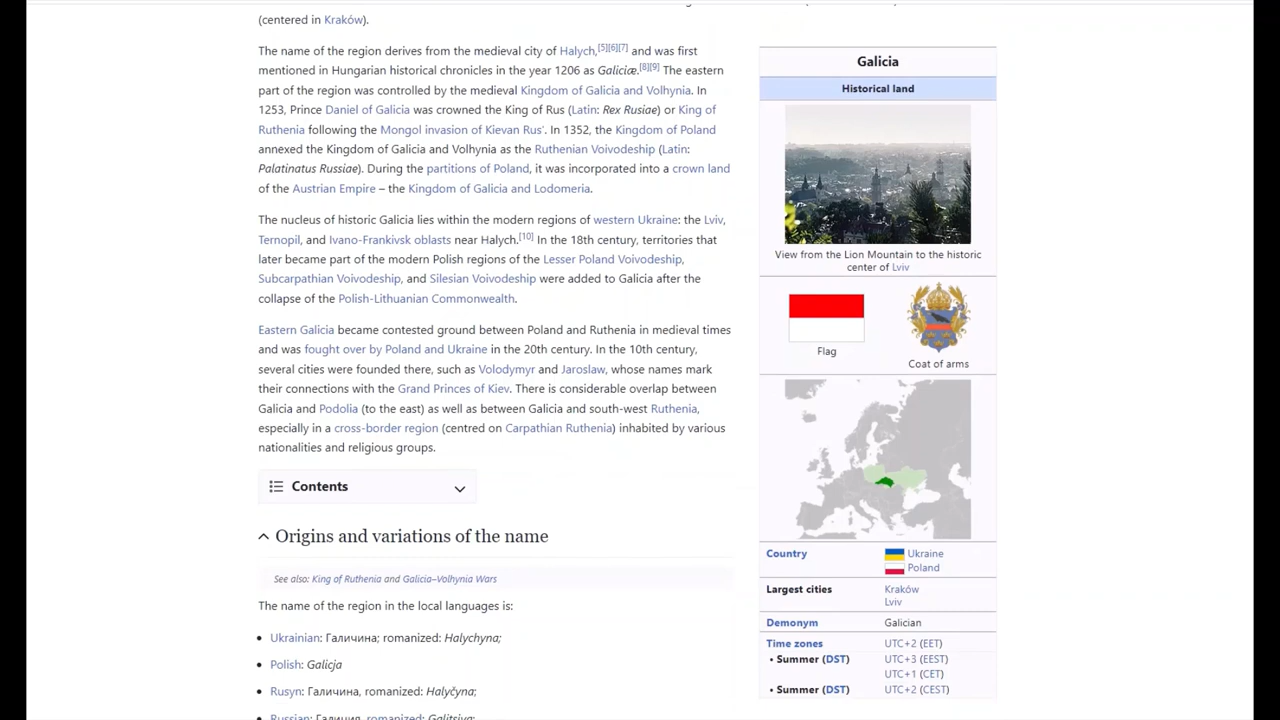 (centered in Kraków).
The name of the region derives from the medieval city of Halych,[5][6][7] and was first
mentioned in Hungarian historical chronicles in the year 1206 as Galiciæ.[8][9] The eastern
part of the region was controlled by the medieval Kingdom of Galicia and Volhynia. In
1253, Prince Daniel of Galicia was crowned the King of Rus (Latin: Rex Rusiae) or King of
Ruthenia following the Mongol invasion of Kievan Rus'. In 1352, the Kingdom of Poland
annexed the Kingdom of Galicia and Volhynia as the Ruthenian Voivodeship (Latin:
Palatinatus Russiae). During the partitions of Poland, it was incorporated into a crown land
of the Austrian Empire – the Kingdom of Galicia and Lodomeria.
The nucleus of historic Galicia lies within the modern regions of western Ukraine: the Lviv,
Ternopil, and Ivano-Frankivsk oblasts near Halych.[10] In the 18th century, territories that
later became part of the modern Polish regions of the Lesser Poland Voivodeship,
Subcarpathian Voivodeship, and Silesian Voivodeship were added to Galicia after the
collapse of the Polish-Lithuanian Commonwealth.
Eastern Galicia became contested ground between Poland and Ruthenia in medieval times
and was fought over by Poland and Ukraine in the 20th century. In the 10th century,
several cities were founded there, such as Volodymyr and Jaroslaw, whose names mark
their connections with the Grand Princes of Kiev. There is considerable overlap between
Galicia and Podolia (to the east) as well as between Galicia and south-west Ruthenia,
especially in a cross-border region (centred on Carpathian Ruthenia) inhabited by various
nationalities and religious groups.
Contents
Origins and variations of the name
See also: King of Ruthenia and Galicia–Volhynia Wars
The name of the region in the local languages is:
• Ukrainian: Галичина; romanized: Halychyna;
• Polish: Galicja
• Rusyn: Галичина, romanized: Halyčyna;
• Russian: Галиция, romanized: Galitsiya;
Galicia
Historical land
View from the Lion Mountain to the historic
center of Lviv
Flag
Coat of arms
Country Ukraine
Poland
Largest cities Kraków
Lviv
Demonym Galician
Time zones UTC+2 (EET)
• Summer (DST) UTC+3 (EEST)
UTC+1 (CET)
• Summer (DST) UTC+2 (CEST)